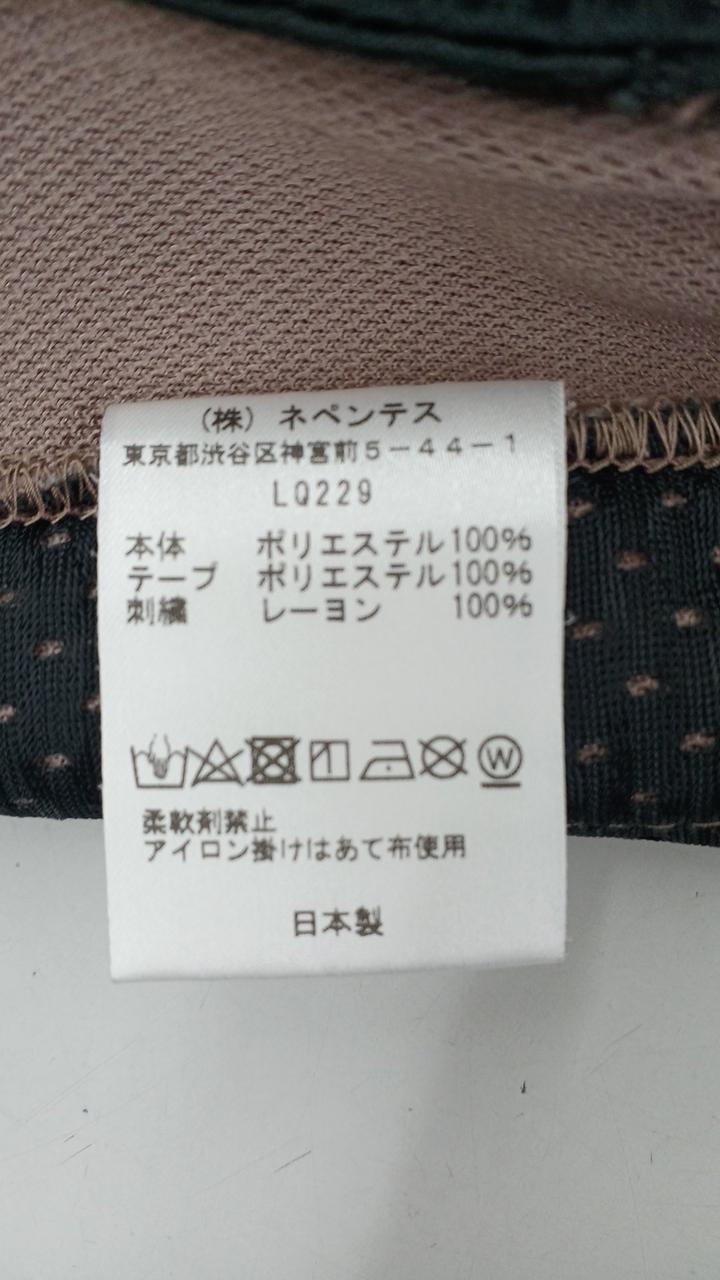 （株）ネペンテス
東京都渋谷区神宮前5－44－1
LQ229
本体 ポリエステル100%
テープ ポリエステル100%
刺繍 レーヨン 100%
W
柔軟剤禁止
アイロン掛けはあて布使用
日本製